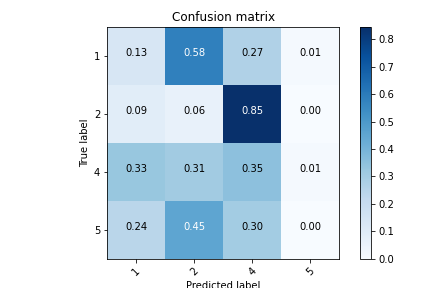 Confusion matrix
1 0.13 0.58 0.27 0.01
2 0.09 0.06 0.85 0.00
4 0.33 0.31 0.35 0.01
5 0.24 0.45 0.30 0.00
1 2 4 5
True label
Predicted label
0.8
0.7
0.6
0.5
0.4
0.3
0.2
0.1
0.0